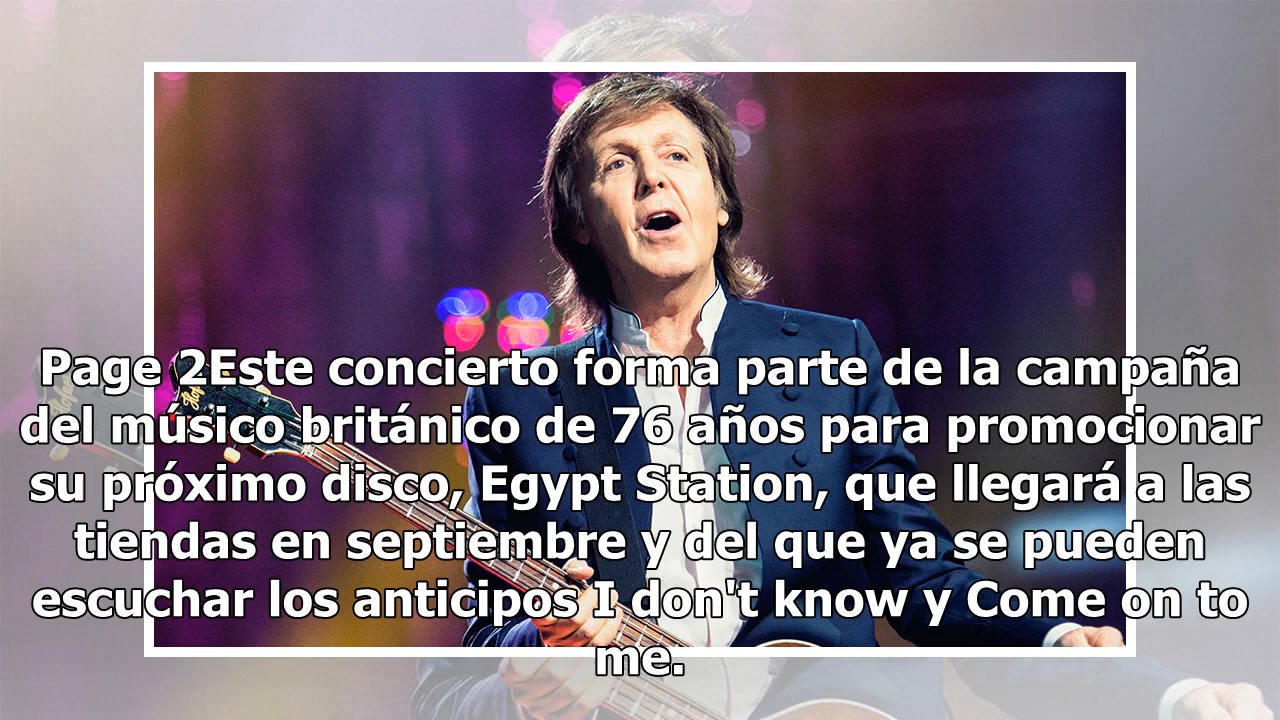 Page 2Este concierto forma parte de la campaña
del músico británico de 76 años para promocionar
su próximo disco, Egypt Station, que llegará a las
tiendas en septiembre y del que ya se pueden
escuchar los anticipos I don't know y Come on to
me.